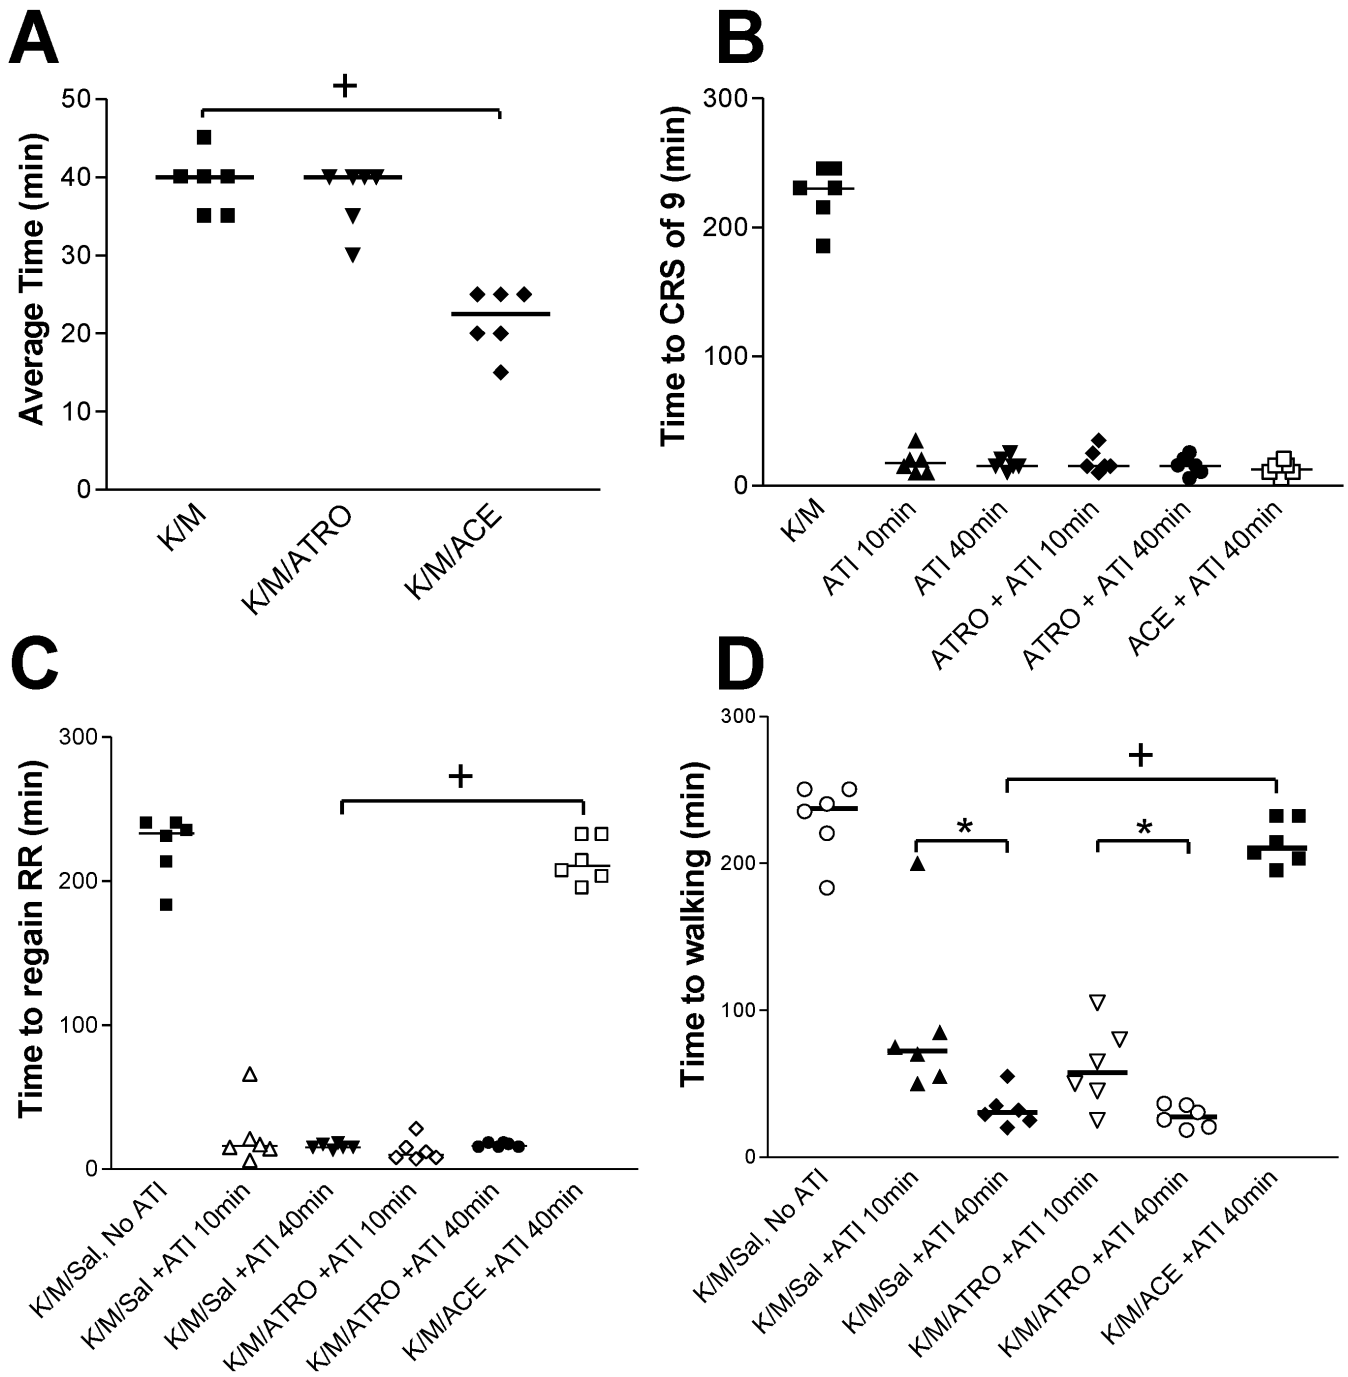 A
Average Time (min)
50
40
30
20
10
0
+
K/M
K/M/ATRO
K/M/ACE
B
Time to CRS of 9 (min)
300
200
100
0
K/M
ATI 10min
ATI 40min
ATRO + ATI 10min
ATRO + ATI 40min
ACE + ATI 40min
C
Time to regain RR (min)
300
200
100
0
+
K/M/Sal, No ATI
K/M/Sal +ATI 10min
K/M/Sal +ATI 40min
K/M/ATRO +ATI 10min
K/M/ATRO +ATI 40min
K/M/ACE +ATI 40min
D
Time to walking (min)
300
200
100
0
+
*
*
K/M/Sal, No ATI
K/M/Sal +ATI 10min
K/M/Sal +ATI 40min
K/M/ATRO +ATI 10min
K/M/ATRO +ATI 40min
K/M/ACE +ATI 40min